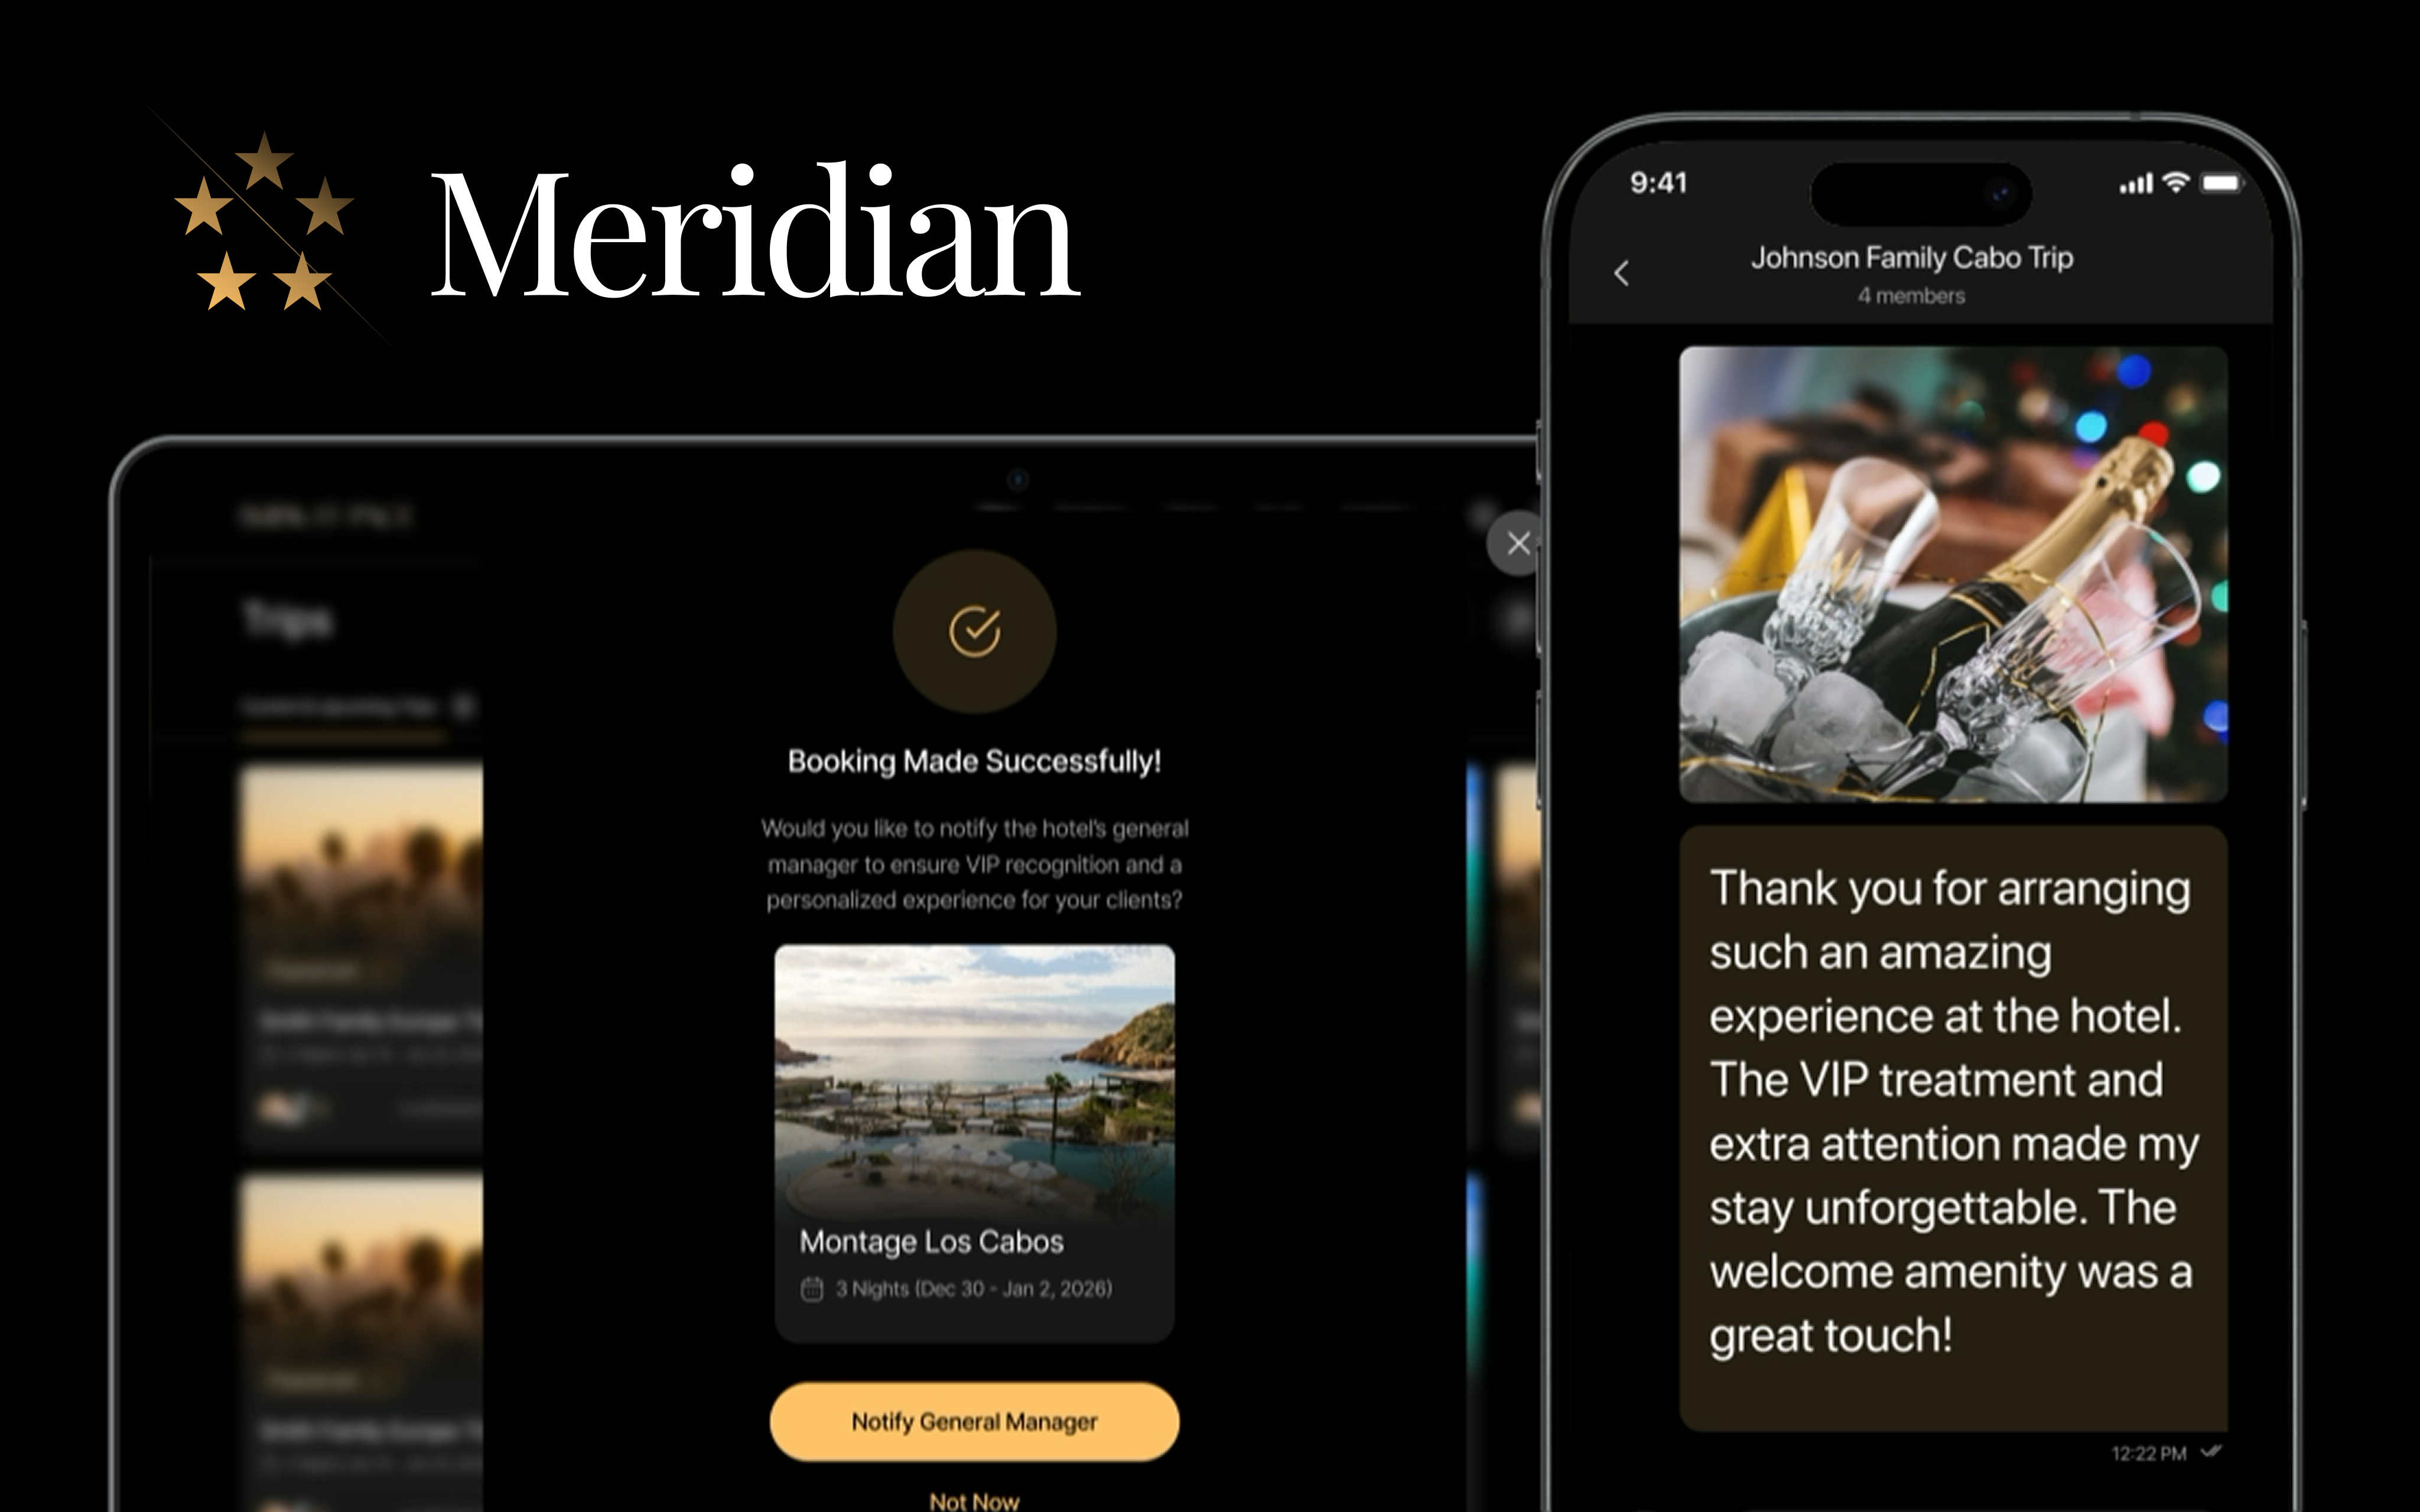 Meridian
Trips
Booking Made Successfully!
Would you like to notify the hotel's general
manager to ensure VIP recognition and a
personalized experience for your clients?
Montage Los Cabos
3 Nights (Dec 30 - Jan 2, 2026)
Notify General Manager
Not Now
9:41
Johnson Family Cabo Trip
4 members
Thank you for arranging
such an amazing
experience at the hotel.
The VIP treatment and
extra attention made my
stay unforgettable. The
welcome amenity was a
great touch!
12:22 PM